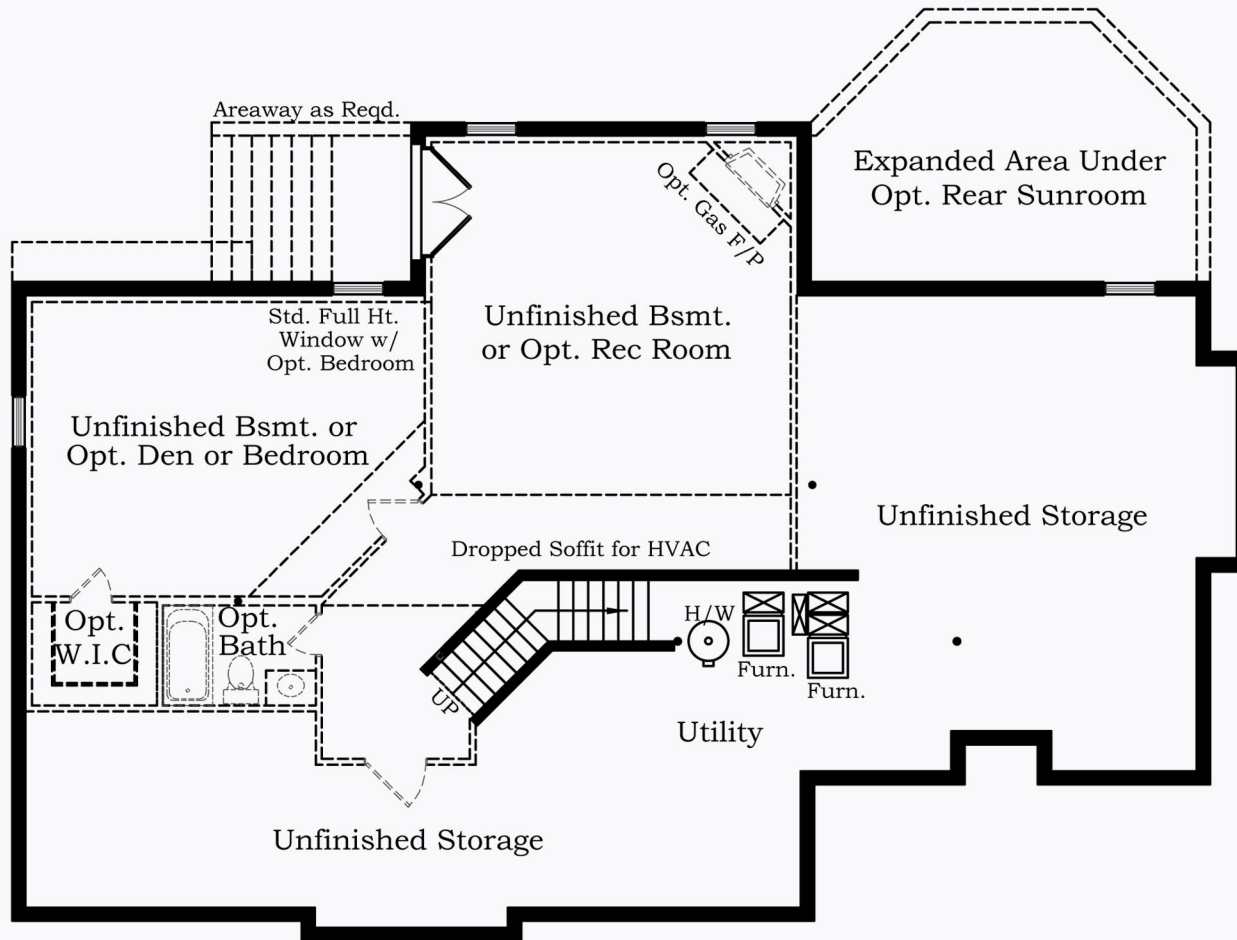 Areaway as Reqd.
Expanded Area Under
Opt. Rear Sunroom
Opt. Gas F/P
Std. Full Ht.
Window w/
Opt. Bedroom
Unfinished Bsmt.
or Opt. Rec Room
Unfinished Bsmt. or
Opt. Den or Bedroom
Unfinished Storage
Dropped Soffit for HVAC
Opt.
W.I.C
Opt.
Bath
H/W
Furn.
Furn.
UP
Utility
Unfinished Storage